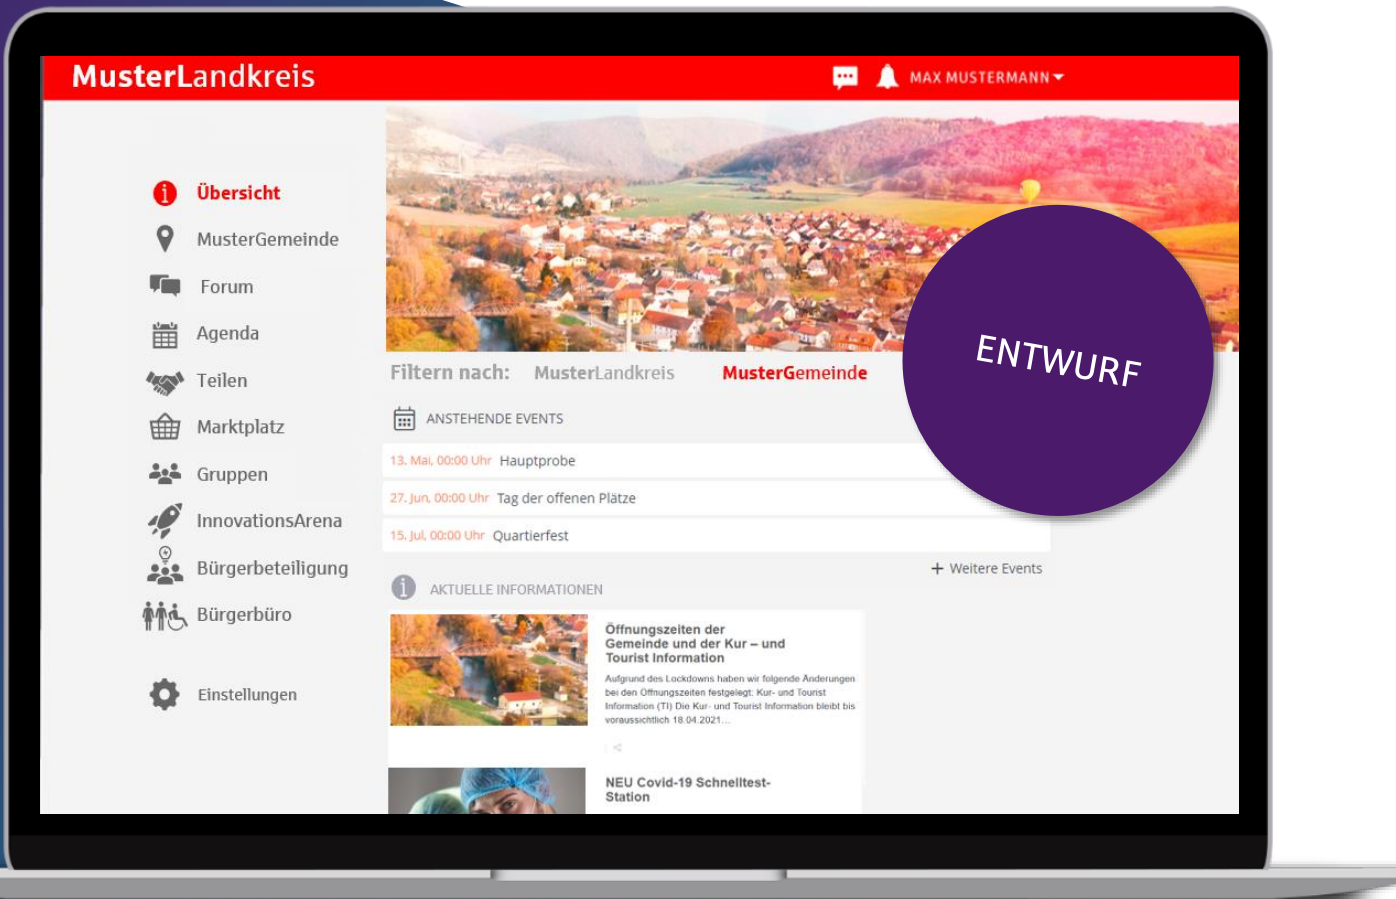 MusterLandkreis
MAX MUSTERMANN
Übersicht
MusterGemeinde
Forum
Agenda
Teilen
Marktplatz
Gruppen
InnovationsArena
Bürgerbeteiligung
Bürgerbüro
Einstellungen
ENTWURF
Filtern nach: MusterLandkreis MusterGemeinde
ANSTEHENDE EVENTS
13. Mai, 00:00 Uhr Hauptprobe
27. Jun, 00:00 Uhr Tag der offenen Plätze
15. Jul, 00:00 Uhr Quartierfest
+ Weitere Events
AKTUELLE INFORMATIONEN
Öffnungszeiten der
Gemeinde und der Kur – und
Tourist Information
Aufgrund des Lockdowns haben wir folgende Änderungen
bei den Öffnungszeiten festgelegt: Kur- und Tourist
Information (TI) Die Kur- und Tourist Information bleibt bis
voraussichtlich 18.04.2021...
NEU Covid-19 Schnelltest-
Station